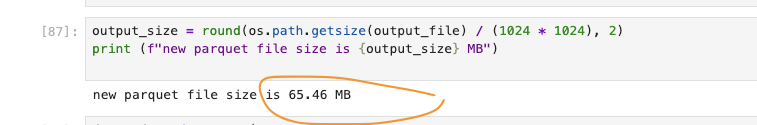 [87]:
output_size = round(os.path.getsize(output_file) / (1024 * 1024), 2)
print (f"new parquet file size is {output_size} MB")
new parquet file size is 65.46 MB